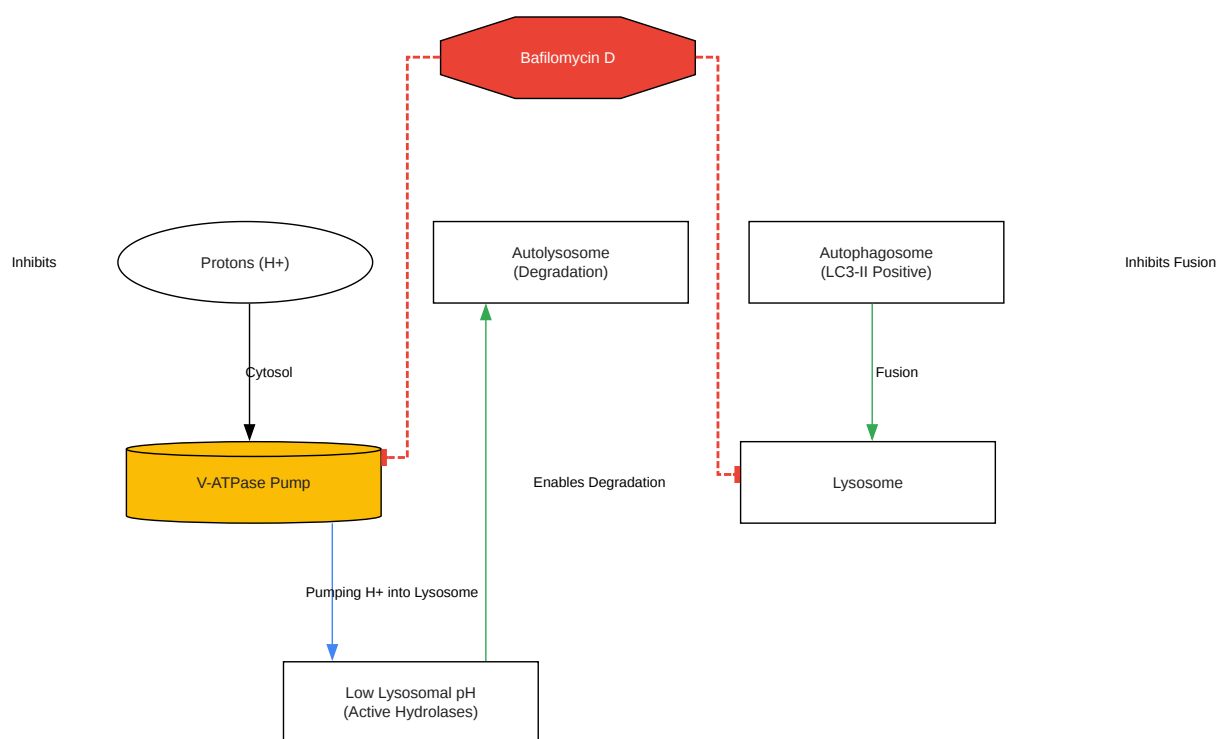 Bafilomycin D
Inhibits
Protons (H+)
Autolysosome
(Degradation)
Autophagosome
(LC3-II Positive)
Inhibits Fusion
Cytosol
Fusion
V-ATPase Pump
Enables Degradation
Lysosome
Pumping H+ into Lysosome
Low Lysosomal pH
(Active Hydrolases)